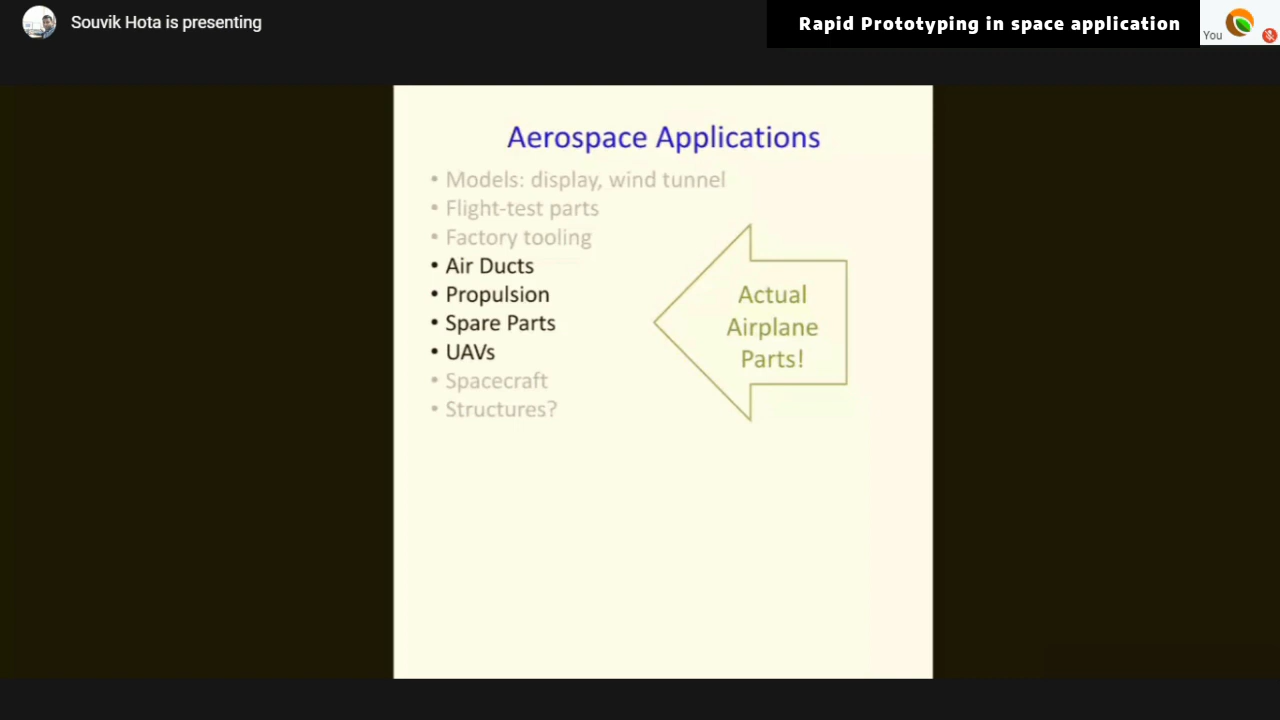 Souvik Hota is presenting
Rapid Prototyping in space application
You
Aerospace Applications
• Models: display, wind tunnel
• Flight-test parts
• Factory tooling
• Air Ducts
• Propulsion
• Spare Parts
• UAVs
• Spacecraft
• Structures?
Actual
Airplane
Parts!